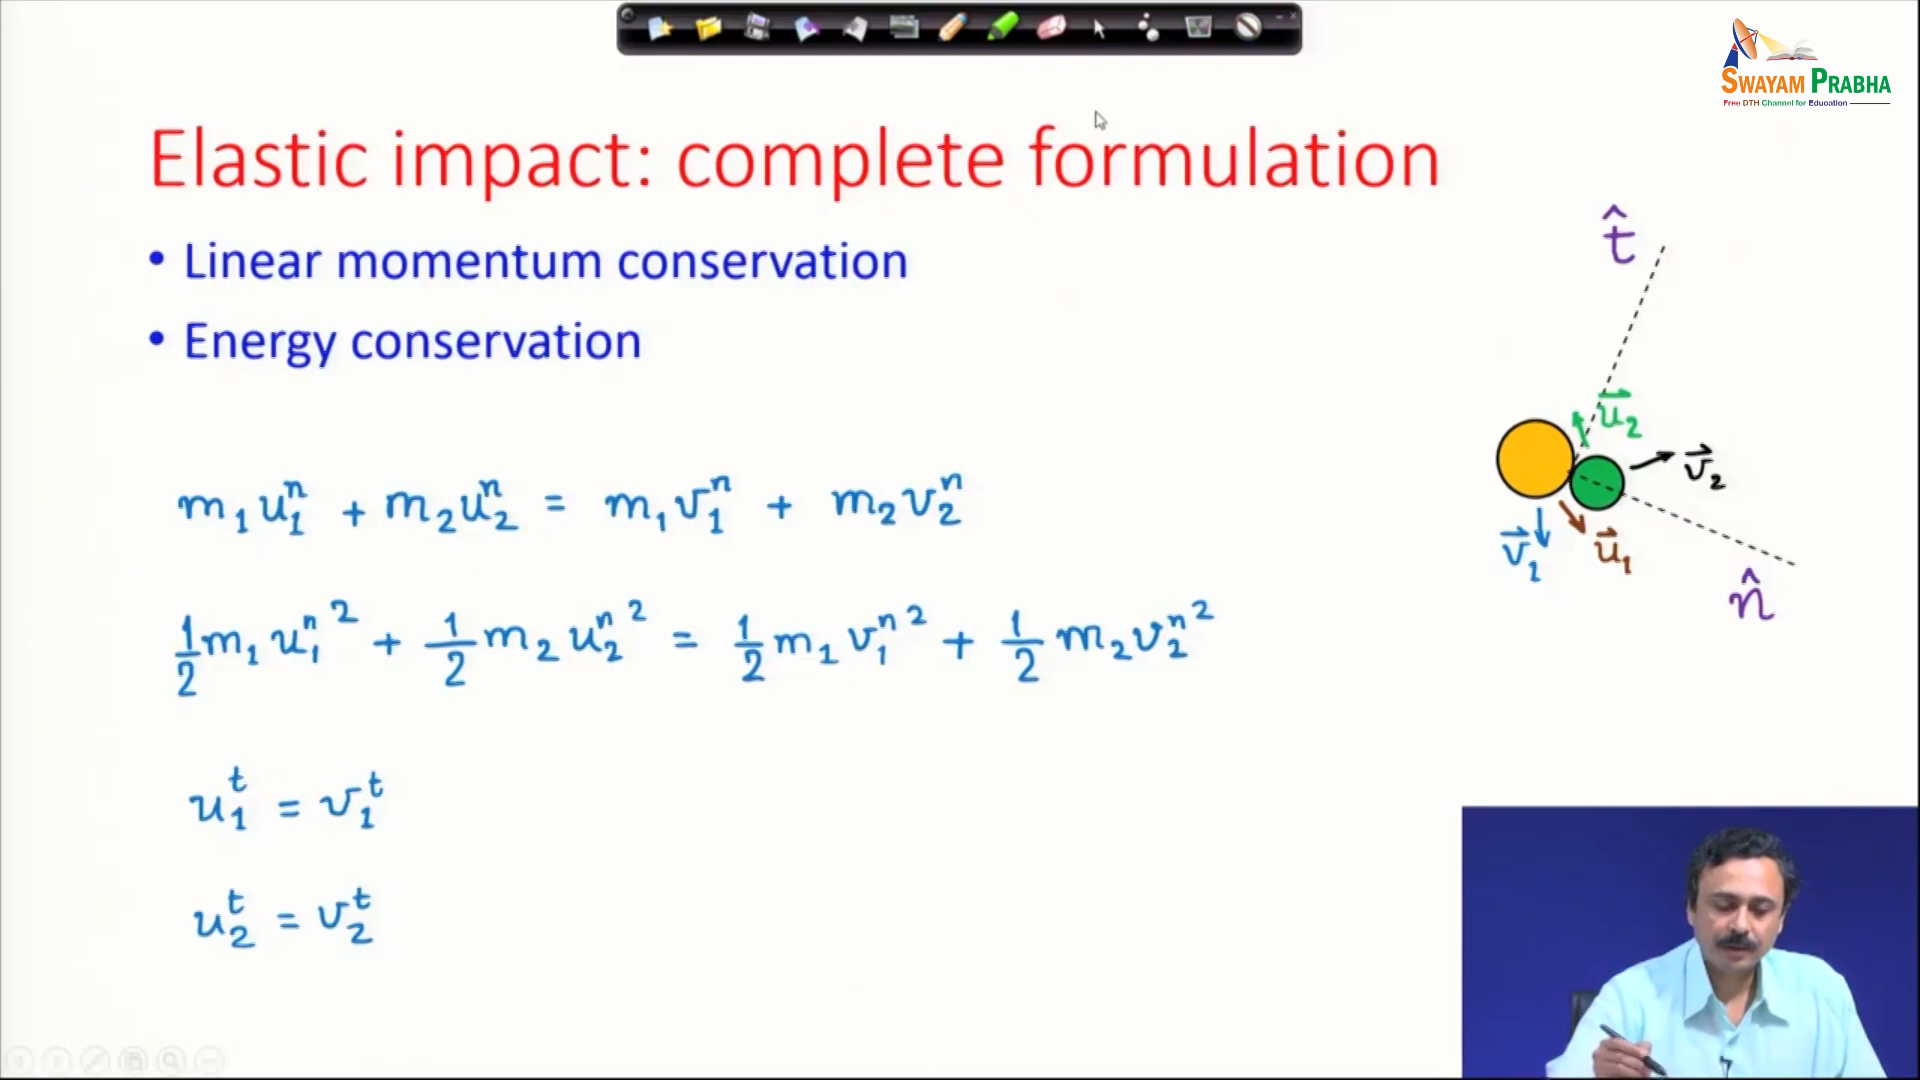 SWAYAM PRABHA
Free DTH Channel for Education
Elastic impact: complete formulation
• Linear momentum conservation
• Energy conservation
m₁u₁ⁿ + m₂u₂ⁿ = m₁v₁ⁿ + m₂v₂ⁿ
½m₁u₁ⁿ² + ½m₂u₂ⁿ² = ½m₁v₁ⁿ² + ½m₂v₂ⁿ²
u₁ᵗ = v₁ᵗ
u₂ᵗ = v₂ᵗ
t̂
u⃗₂
v⃗₂
v⃗₁
u⃗₁
n̂